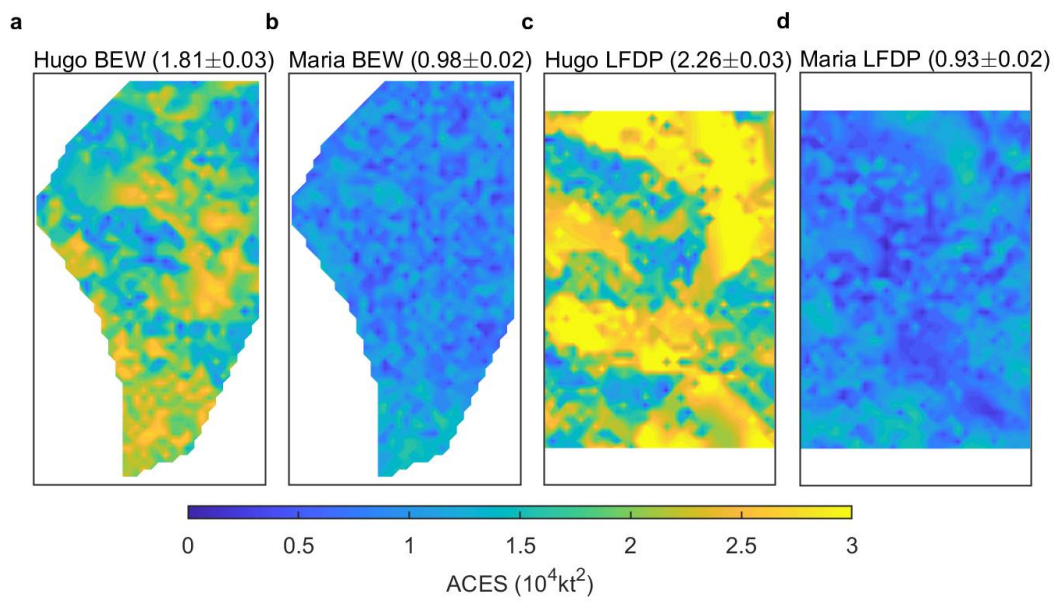 a b c d
Hugo BEW (1.81±0.03) Maria BEW (0.98±0.02) Hugo LFDP (2.26±0.03) Maria LFDP (0.93±0.02)
0 0.5 1 1.5 2 2.5 3
ACES (10⁴kt²)